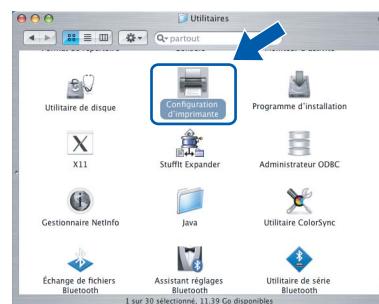 Utilitaires
partout
Utilitaire de disque
Configuration
d'imprimante
Programme d'installation
X11
StuffIt Expander
Administrateur ODBC
Gestionnaire NetInfo
Java
Utilitaire ColorSync
Échange de fichiers
Bluetooth
Assistant réglages
Bluetooth
Utilitaire de série
Bluetooth
1 sur 30 sélectionné, 11.39 Go disponibles